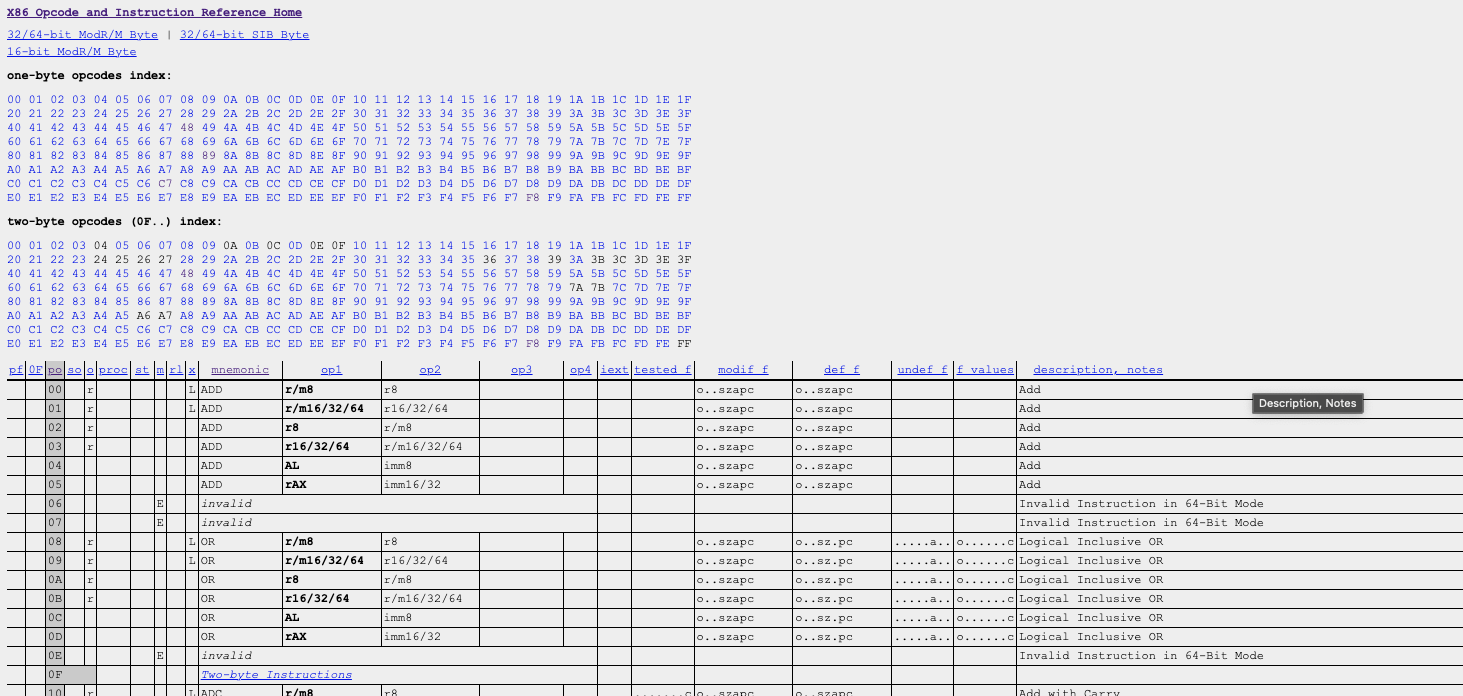 X86 Opcode and Instruction Reference Home
32/64-bit ModR/M Byte | 32/64-bit SIB Byte
16-bit ModR/M Byte
one-byte opcodes index:
00 01 02 03 04 05 06 07 08 09 0A 0B 0C 0D 0E 0F 10 11 12 13 14 15 16 17 18 19 1A 1B 1C 1D 1E 1F
20 21 22 23 24 25 26 27 28 29 2A 2B 2C 2D 2E 2F 30 31 32 33 34 35 36 37 38 39 3A 3B 3C 3D 3E 3F
40 41 42 43 44 45 46 47 48 49 4A 4B 4C 4D 4E 4F 50 51 52 53 54 55 56 57 58 59 5A 5B 5C 5D 5E 5F
60 61 62 63 64 65 66 67 68 69 6A 6B 6C 6D 6E 6F 70 71 72 73 74 75 76 77 78 79 7A 7B 7C 7D 7E 7F
80 81 82 83 84 85 86 87 88 89 8A 8B 8C 8D 8E 8F 90 91 92 93 94 95 96 97 98 99 9A 9B 9C 9D 9E 9F
A0 A1 A2 A3 A4 A5 A6 A7 A8 A9 AA AB AC AD AE AF B0 B1 B2 B3 B4 B5 B6 B7 B8 B9 BA BB BC BD BE BF
C0 C1 C2 C3 C4 C5 C6 C7 C8 C9 CA CB CC CD CE CF D0 D1 D2 D3 D4 D5 D6 D7 D8 D9 DA DB DC DD DE DF
E0 E1 E2 E3 E4 E5 E6 E7 E8 E9 EA EB EC ED EE EF F0 F1 F2 F3 F4 F5 F6 F7 F8 F9 FA FB FC FD FE FF
two-byte opcodes (0F..) index:
00 01 02 03 04 05 06 07 08 09 0A 0B 0C 0D 0E 0F 10 11 12 13 14 15 16 17 18 19 1A 1B 1C 1D 1E 1F
20 21 22 23 24 25 26 27 28 29 2A 2B 2C 2D 2E 2F 30 31 32 33 34 35 36 37 38 39 3A 3B 3C 3D 3E 3F
40 41 42 43 44 45 46 47 48 49 4A 4B 4C 4D 4E 4F 50 51 52 53 54 55 56 57 58 59 5A 5B 5C 5D 5E 5F
60 61 62 63 64 65 66 67 68 69 6A 6B 6C 6D 6E 6F 70 71 72 73 74 75 76 77 78 79 7A 7B 7C 7D 7E 7F
80 81 82 83 84 85 86 87 88 89 8A 8B 8C 8D 8E 8F 90 91 92 93 94 95 96 97 98 99 9A 9B 9C 9D 9E 9F
A0 A1 A2 A3 A4 A5 A6 A7 A8 A9 AA AB AC AD AE AF B0 B1 B2 B3 B4 B5 B6 B7 B8 B9 BA BB BC BD BE BF
C0 C1 C2 C3 C4 C5 C6 C7 C8 C9 CA CB CC CD CE CF D0 D1 D2 D3 D4 D5 D6 D7 D8 D9 DA DB DC DD DE DF
E0 E1 E2 E3 E4 E5 E6 E7 E8 E9 EA EB EC ED EE EF F0 F1 F2 F3 F4 F5 F6 F7 F8 F9 FA FB FC FD FE FF
pf 0F po so o proc st m rl x mnemonic op1 op2 op3 op4 iext tested f modif f def f undef f f values description, notes
00 r L ADD r/m8 r8 o..szapc o..szapc Add
Description, Notes
01 r L ADD r/m16/32/64 r16/32/64 o..szapc o..szapc Add
02 r ADD r8 r/m8 o..szapc o..szapc Add
03 r ADD r16/32/64 r/m16/32/64 o..szapc o..szapc Add
04 ADD AL imm8 o..szapc o..szapc Add
05 ADD rAX imm16/32 o..szapc o..szapc Add
06 E invalid Invalid Instruction in 64-Bit Mode
07 E invalid Invalid Instruction in 64-Bit Mode
08 r L OR r/m8 r8 o..szapc o..sz.pc .....a.. o......c Logical Inclusive OR
09 r L OR r/m16/32/64 r16/32/64 o..szapc o..sz.pc .....a.. o......c Logical Inclusive OR
0A r OR r8 r/m8 o..szapc o..sz.pc .....a.. o......c Logical Inclusive OR
0B r OR r16/32/64 r/m16/32/64 o..szapc o..sz.pc .....a.. o......c Logical Inclusive OR
0C OR AL imm8 o..szapc o..sz.pc .....a.. o......c Logical Inclusive OR
0D OR rAX imm16/32 o..szapc o..sz.pc .....a.. o......c Logical Inclusive OR
0E E invalid Invalid Instruction in 64-Bit Mode
0F Two-byte Instructions
10 r L ADC r/m8 r8 .......c o..szapc o..szapc Add with Carry